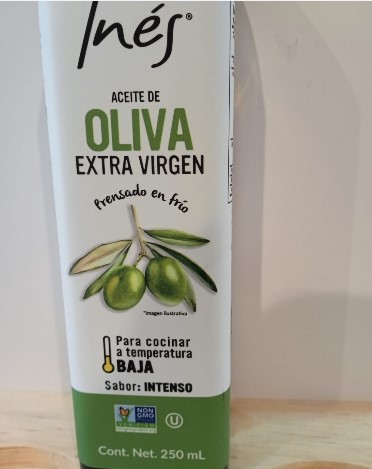 Inés®
ACEITE DE
OLIVA
EXTRA VIRGEN
Prensado en frío
*Imagen ilustrativa
Para cocinar
a temperatura
BAJA
Sabor: INTENSO
NON
GMO
VERIFIED
U
Cont. Net. 250 mL